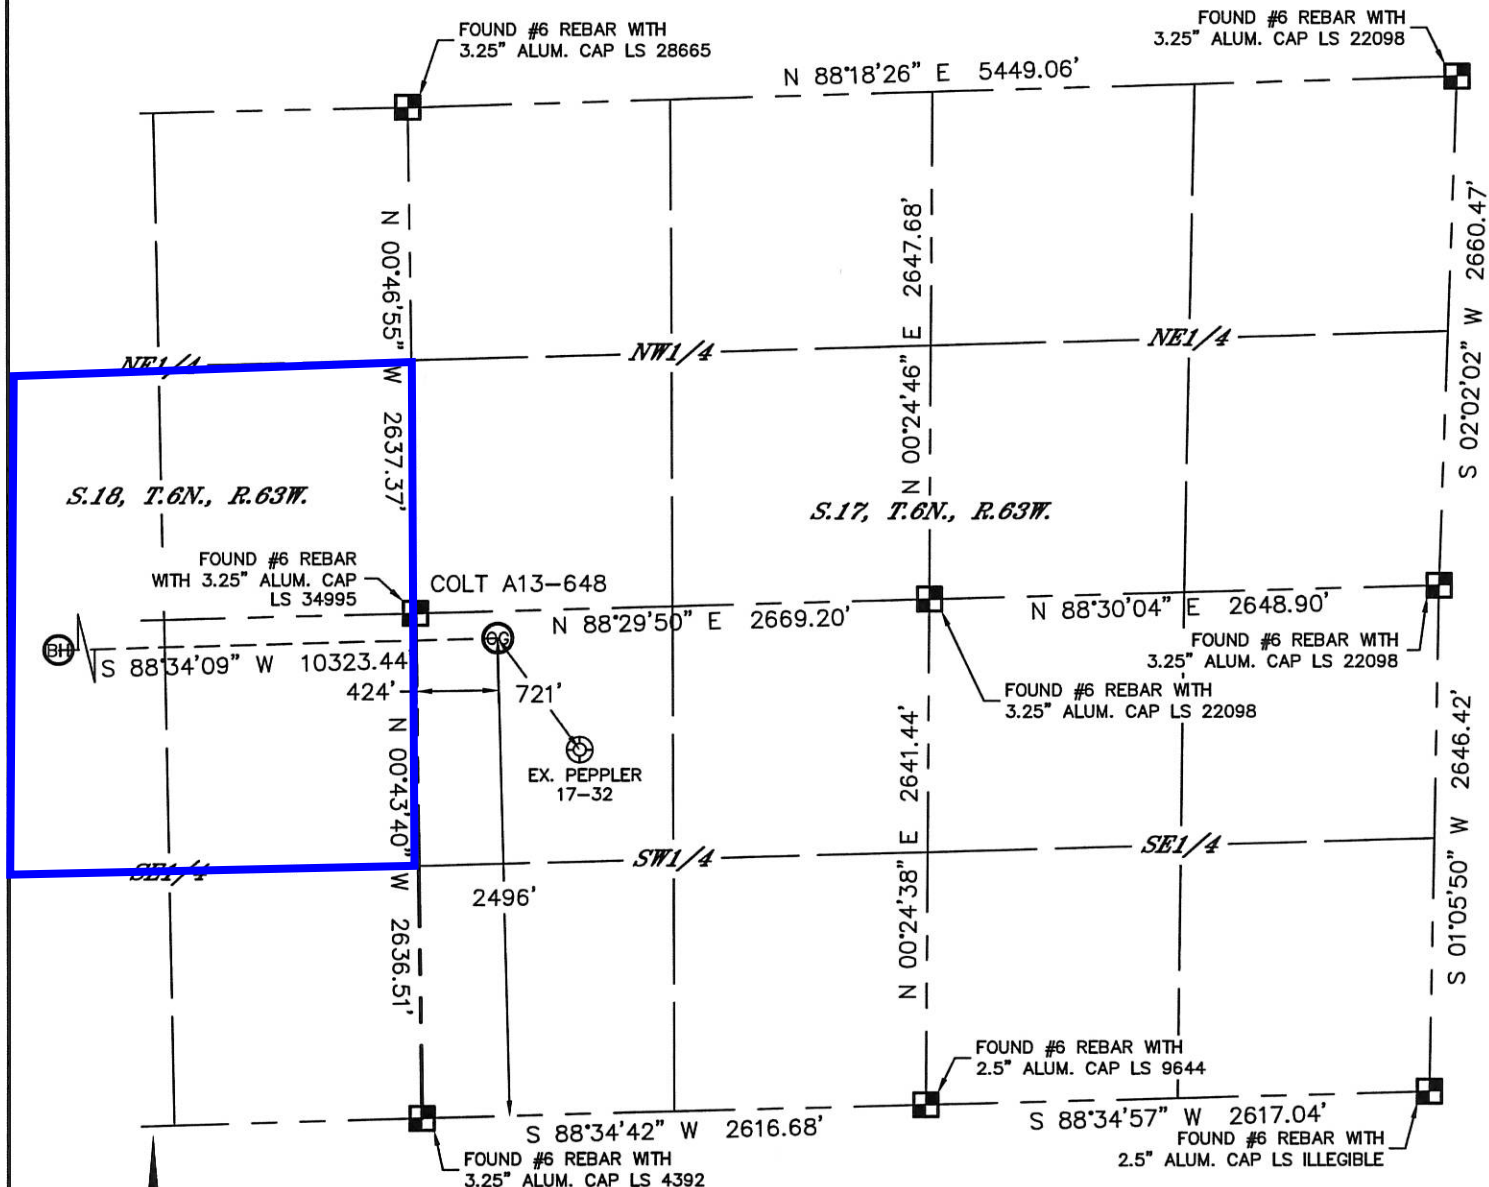 FOUND #6 REBAR WITH
3.25" ALUM. CAP LS 28665
FOUND #6 REBAR WITH
3.25" ALUM. CAP LS 22098
N 88°18'26" E 5449.06'
N 00°46'55" W 2637.37'
N 00°24'46" E 2647.68'
S 02°02'02" W 2660.47'
NE1/4
NW1/4
NE1/4
S.18, T.6N., R.63W.
S.17, T.6N., R.63W.
FOUND #6 REBAR
WITH 3.25" ALUM. CAP
LS 34995
COLT A13-648
N 88°29'50" E 2669.20'
N 88°30'04" E 2648.90'
FOUND #6 REBAR WITH
3.25" ALUM. CAP LS 22098
BH
OG
S 88°34'09" W 10323.44'
424'
721'
FOUND #6 REBAR WITH
3.25" ALUM. CAP LS 22098
EX. PEPPLER
17-32
N 00°43'40" W 2636.51'
N 00°24'38" E 2641.44'
S 01°05'50" W 2646.42'
SE1/4
SW1/4
SE1/4
2496'
FOUND #6 REBAR WITH
2.5" ALUM. CAP LS 9644
S 88°34'42" W 2616.68'
S 88°34'57" W 2617.04'
FOUND #6 REBAR WITH
2.5" ALUM. CAP LS ILLEGIBLE
FOUND #6 REBAR WITH
3.25" ALUM. CAP LS 4392